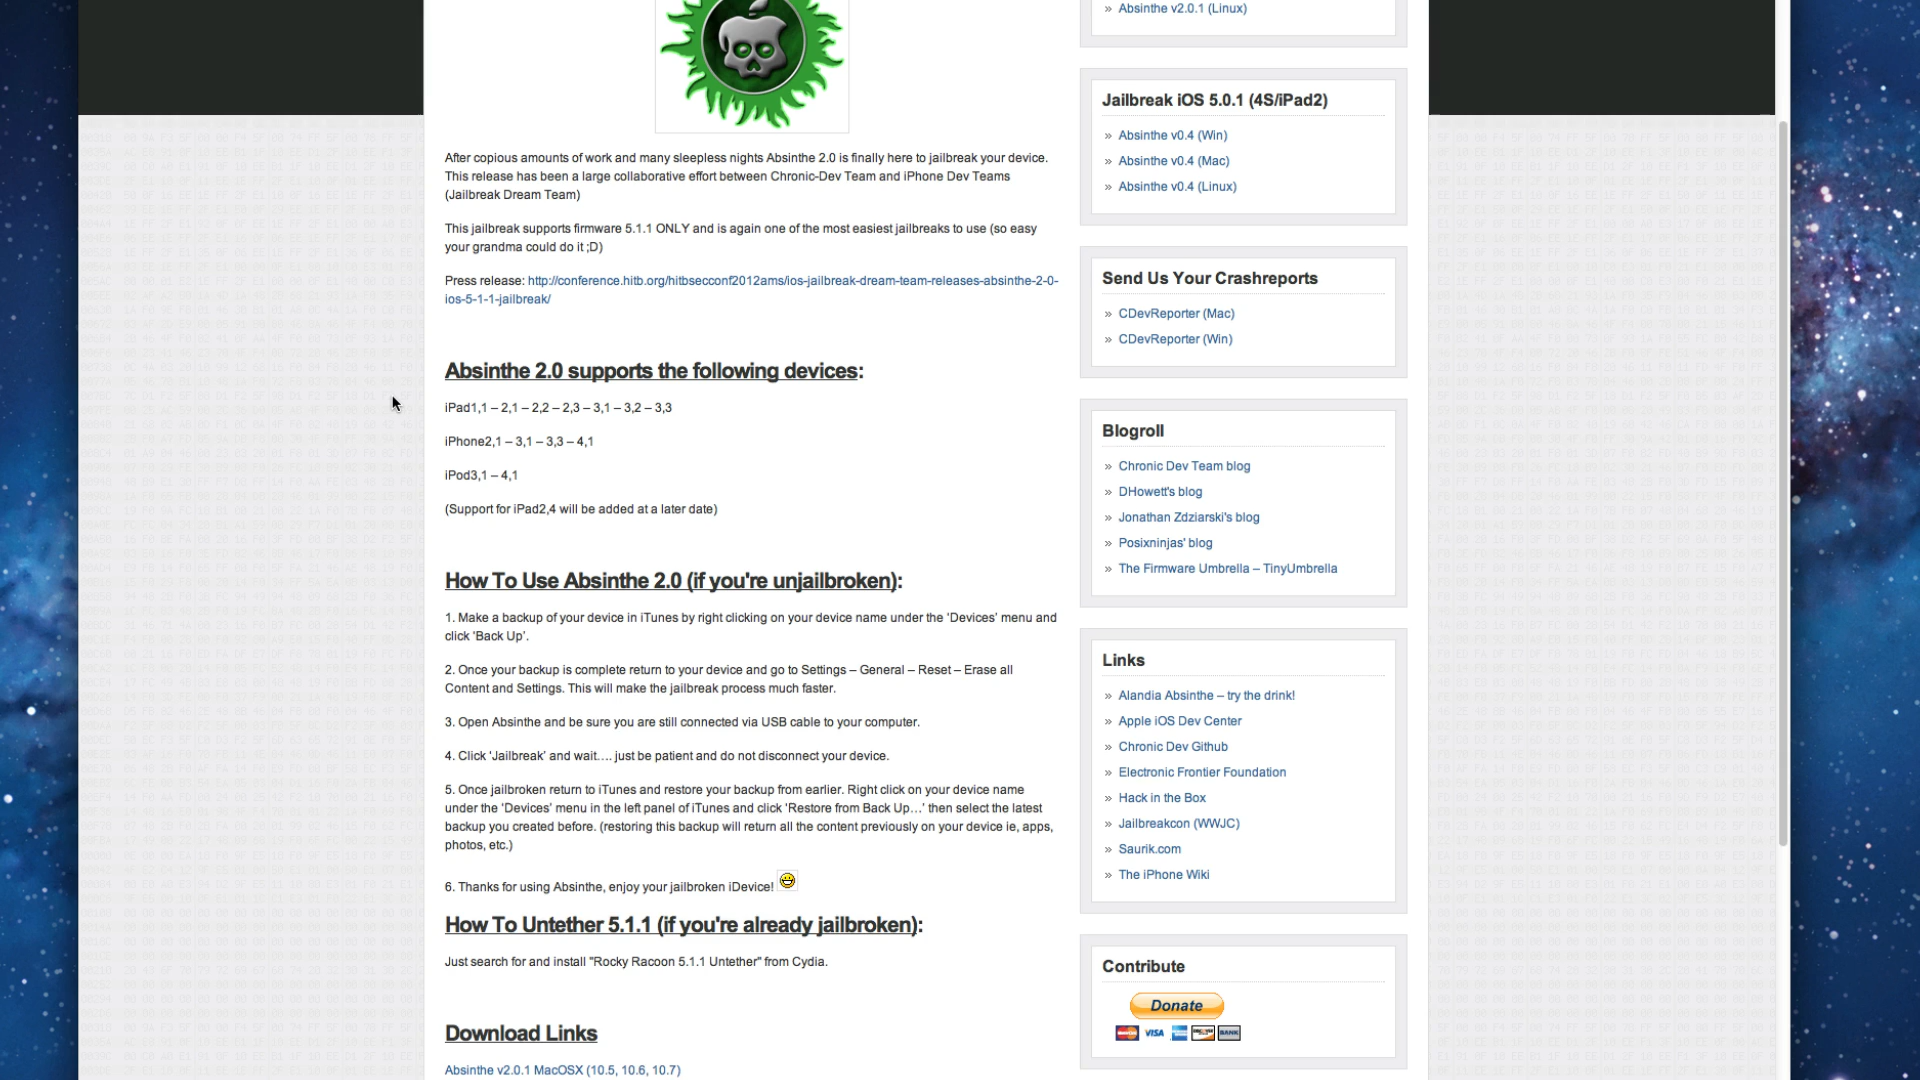 After copious amounts of work and many sleepless nights Absinthe 2.0 is finally here to jailbreak your device.
This release has been a large collaborative effort between Chronic-Dev Team and iPhone Dev Teams
(Jailbreak Dream Team)
This jailbreak supports firmware 5.1.1 ONLY and is again one of the most easiest jailbreaks to use (so easy
your grandma could do it ;D)
Press release: http://conference.hitb.org/hitbsecconf2012ams/ios-jailbreak-dream-team-releases-absinthe-2-0-
ios-5-1-1-jailbreak/
Absinthe 2.0 supports the following devices:
iPad1,1 – 2,1 – 2,2 – 2,3 – 3,1 – 3,2 – 3,3
iPhone2,1 – 3,1 – 3,3 – 4,1
iPod3,1 – 4,1
(Support for iPad2,4 will be added at a later date)
How To Use Absinthe 2.0 (if you're unjailbroken):
1. Make a backup of your device in iTunes by right clicking on your device name under the 'Devices' menu and
click 'Back Up'.
2. Once your backup is complete return to your device and go to Settings – General – Reset – Erase all
Content and Settings. This will make the jailbreak process much faster.
3. Open Absinthe and be sure you are still connected via USB cable to your computer.
4. Click 'Jailbreak' and wait…. just be patient and do not disconnect your device.
5. Once jailbroken return to iTunes and restore your backup from earlier. Right click on your device name
under the 'Devices' menu in the left panel of iTunes and click 'Restore from Back Up…' then select the latest
backup you created before. (restoring this backup will return all the content previously on your device ie, apps,
photos, etc.)
6. Thanks for using Absinthe, enjoy your jailbroken iDevice!
How To Untether 5.1.1 (if you're already jailbroken):
Just search for and install "Rocky Racoon 5.1.1 Untether" from Cydia.
Download Links
Absinthe v2.0.1 MacOSX (10.5, 10.6, 10.7)
» Absinthe v2.0.1 (Linux)
Jailbreak iOS 5.0.1 (4S/iPad2)
» Absinthe v0.4 (Win)
» Absinthe v0.4 (Mac)
» Absinthe v0.4 (Linux)
Send Us Your Crashreports
» CDevReporter (Mac)
» CDevReporter (Win)
Blogroll
» Chronic Dev Team blog
» DHowett's blog
» Jonathan Zdziarski's blog
» Posixninjas' blog
» The Firmware Umbrella – TinyUmbrella
Links
» Alandia Absinthe – try the drink!
» Apple iOS Dev Center
» Chronic Dev Github
» Electronic Frontier Foundation
» Hack in the Box
» Jailbreakcon (WWJC)
» Saurik.com
» The iPhone Wiki
Contribute
Donate
VISA
BANK